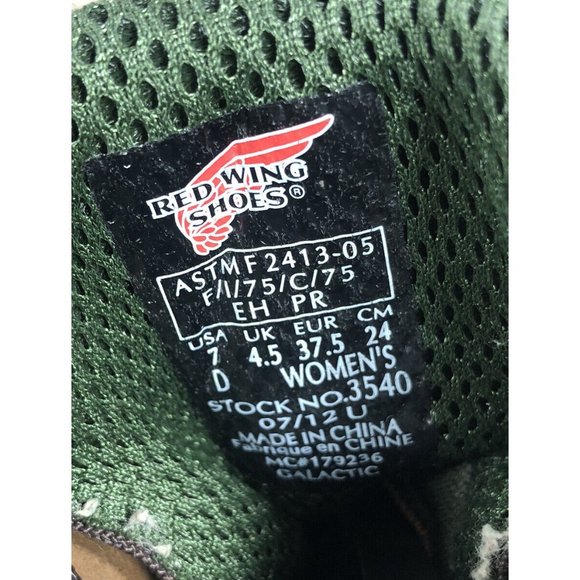 RED WING
SHOES®
ASTM F 2413-05
F/I/75/C/75
EH PR
USA UK EUR CM
7 4.5 37.5 24
D WOMEN'S
STOCK NO.3540
07/12 U
MADE IN CHINA
Fabriqué en CHINE
MC#179236
GALACTIC